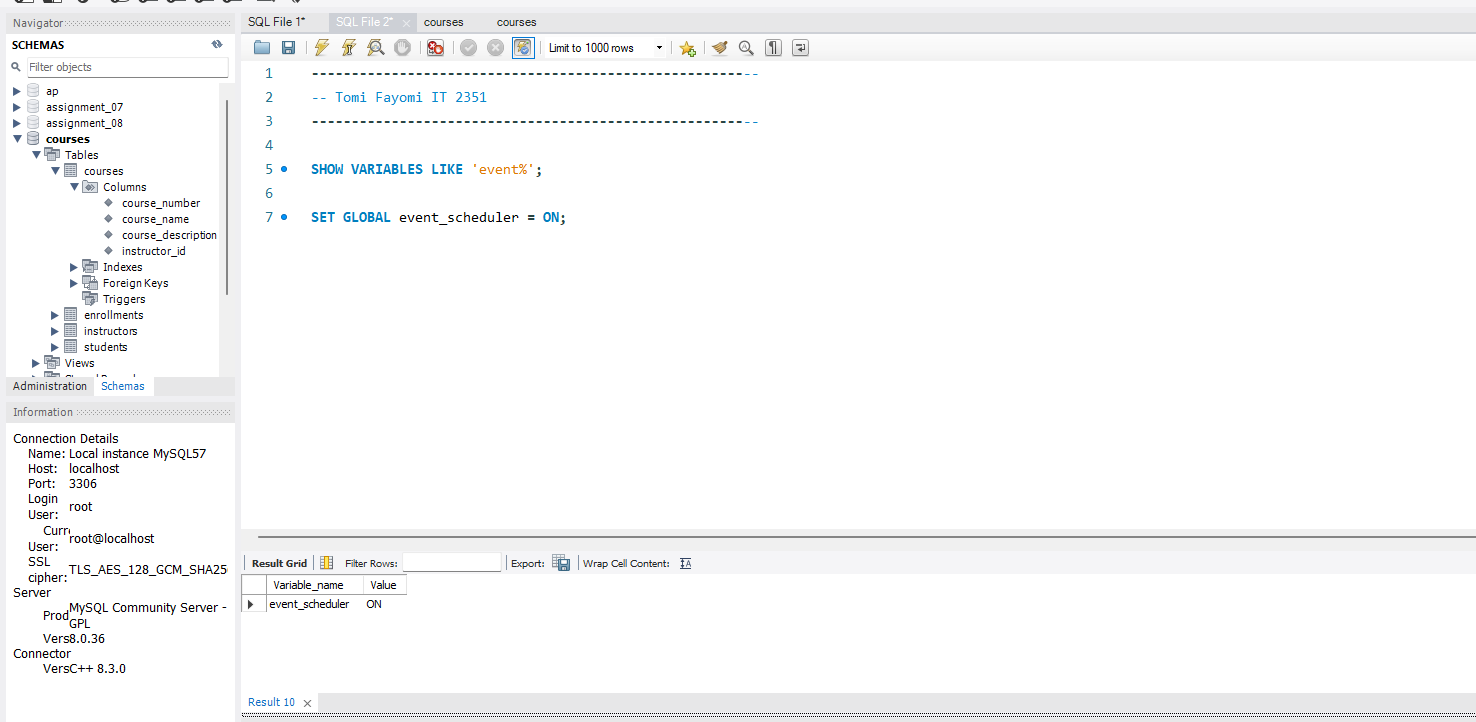 Navigator
SCHEMAS
Filter objects
ap
assignment_07
assignment_08
courses
Tables
courses
Columns
course_number
course_name
course_description
instructor_id
Indexes
Foreign Keys
Triggers
enrollments
instructors
students
Views
Administration Schemas
Information
Connection Details
Name: Local instance MySQL57
Host: localhost
Port: 3306
Login User: root
Curr User: root@localhost
SSL cipher: TLS_AES_128_GCM_SHA25
Server
Prod MySQL Community Server - GPL
Vers 8.0.36
Connector
Vers C++ 8.3.0
SQL File 1* SQL File 2* courses courses
Limit to 1000 rows
1 --------------------------------------------------------
2 -- Tomi Fayomi IT 2351
3 --------------------------------------------------------
4
5 SHOW VARIABLES LIKE 'event%';
6
7 SET GLOBAL event_scheduler = ON;
Result Grid Filter Rows: Export: Wrap Cell Content: IA
Variable_name Value
event_scheduler ON
Result 10